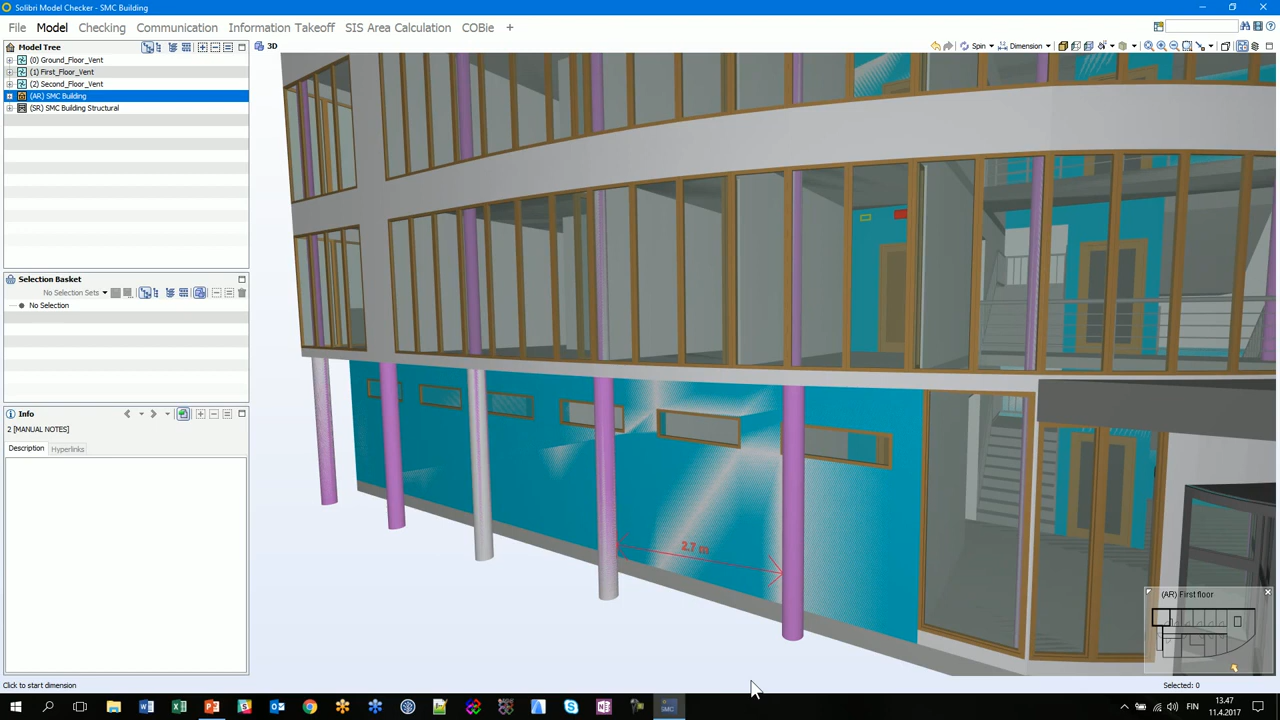 Solibri Model Checker - SMC Building
File Model Checking Communication Information Takeoff SIS Area Calculation COBie +
Model Tree
(0) Ground_Floor_Vent
(1) First_Floor_Vent
(2) Second_Floor_Vent
(AR) SMC Building
(SR) SMC Building Structural
3D
Spin
Dimension
Selection Basket
No Selection Sets
No Selection
Info
2 [MANUAL NOTES]
Description Hyperlinks
2.7 m
(AR) First floor
Click to start dimension
Selected: 0
SMC
FIN
13.47
11.4.2017